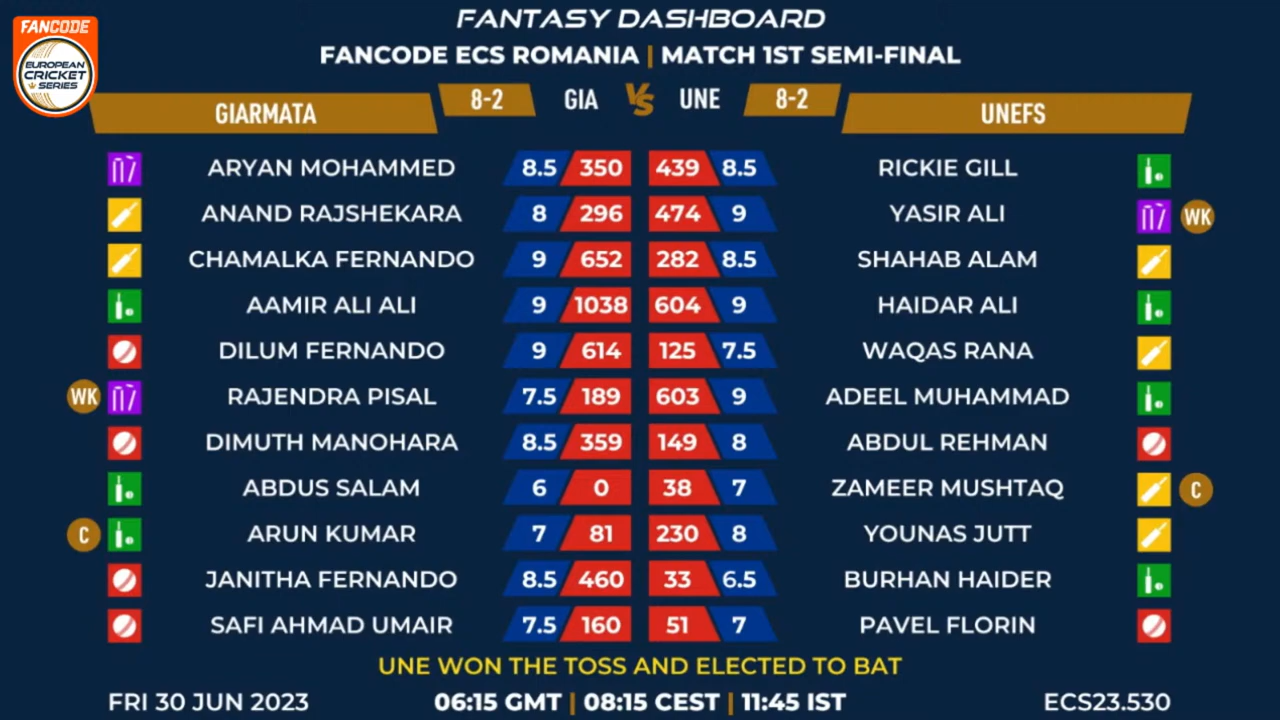 FANTASY DASHBOARD
FANCODE
EUROPEAN
CRICKET
SERIES
FANCODE ECS ROMANIA | MATCH 1ST SEMI-FINAL
GIARMATA 8-2 GIA VS UNE 8-2 UNEFS
ARYAN MOHAMMED 8.5 350 439 8.5 RICKIE GILL
ANAND RAJSHEKARA 8 296 474 9 YASIR ALI WK
CHAMALKA FERNANDO 9 652 282 8.5 SHAHAB ALAM
AAMIR ALI ALI 9 1038 604 9 HAIDAR ALI
DILUM FERNANDO 9 614 125 7.5 WAQAS RANA
WK RAJENDRA PISAL 7.5 189 603 9 ADEEL MUHAMMAD
DIMUTH MANOHARA 8.5 359 149 8 ABDUL REHMAN
ABDUS SALAM 6 0 38 7 ZAMEER MUSHTAQ C
C ARUN KUMAR 7 81 230 8 YOUNAS JUTT
JANITHA FERNANDO 8.5 460 33 6.5 BURHAN HAIDER
SAFI AHMAD UMAIR 7.5 160 51 7 PAVEL FLORIN
UNE WON THE TOSS AND ELECTED TO BAT
FRI 30 JUN 2023 06:15 GMT | 08:15 CEST | 11:45 IST ECS23.530